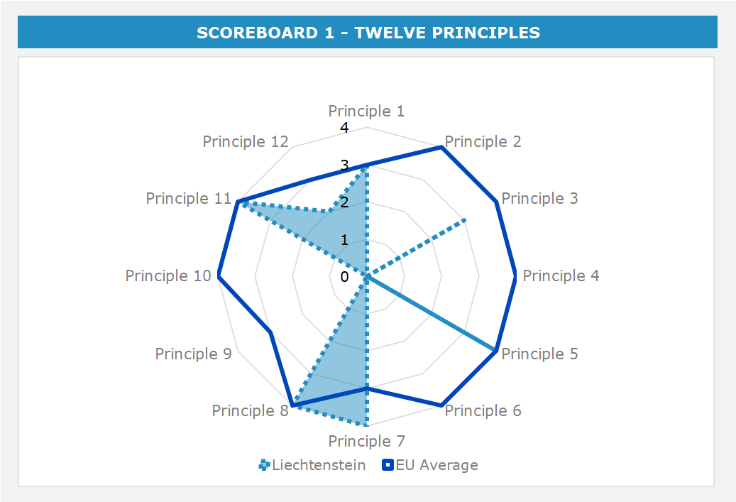 SCOREBOARD 1 - TWELVE PRINCIPLES
Principle 1
4
Principle 12
Principle 2
3
Principle 11
Principle 3
2
1
Principle 10
0
Principle 4
Principle 9
Principle 5
Principle 8
Principle 6
Principle 7
Liechtenstein
EU Average